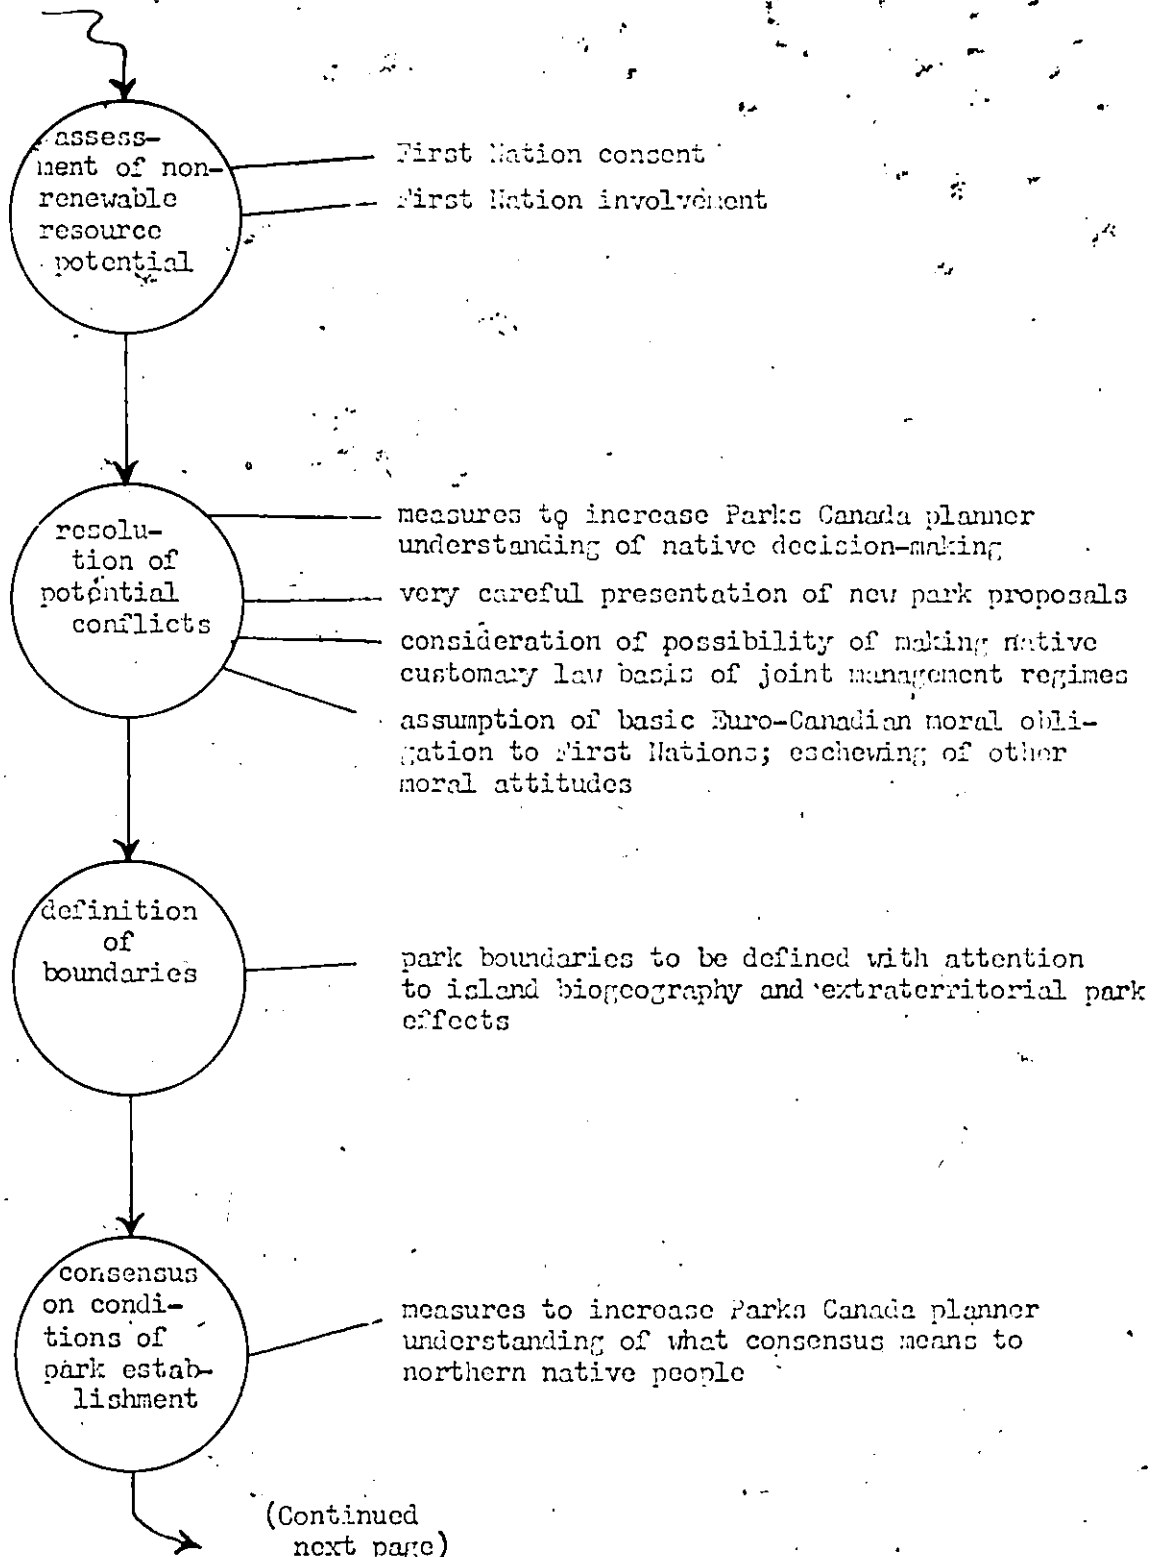 assess-
ment of non-
renewable
resource
potential
First Nation consent
First Nation involvement
resolu-
tion of
potential
conflicts
measures to increase Parks Canada planner
understanding of native decision-making
very careful presentation of new park proposals
consideration of possibility of making native
customary law basis of joint management regimes
assumption of basic Euro-Canadian moral obli-
gation to First Nations; eschewing of other
moral attitudes
definition
of
boundaries
park boundaries to be defined with attention
to island biogeography and extraterritorial park
effects
consensus
on condi-
tions of
park estab-
lishment
measures to increase Parks Canada planner
understanding of what consensus means to
northern native people
(Continued
next page)